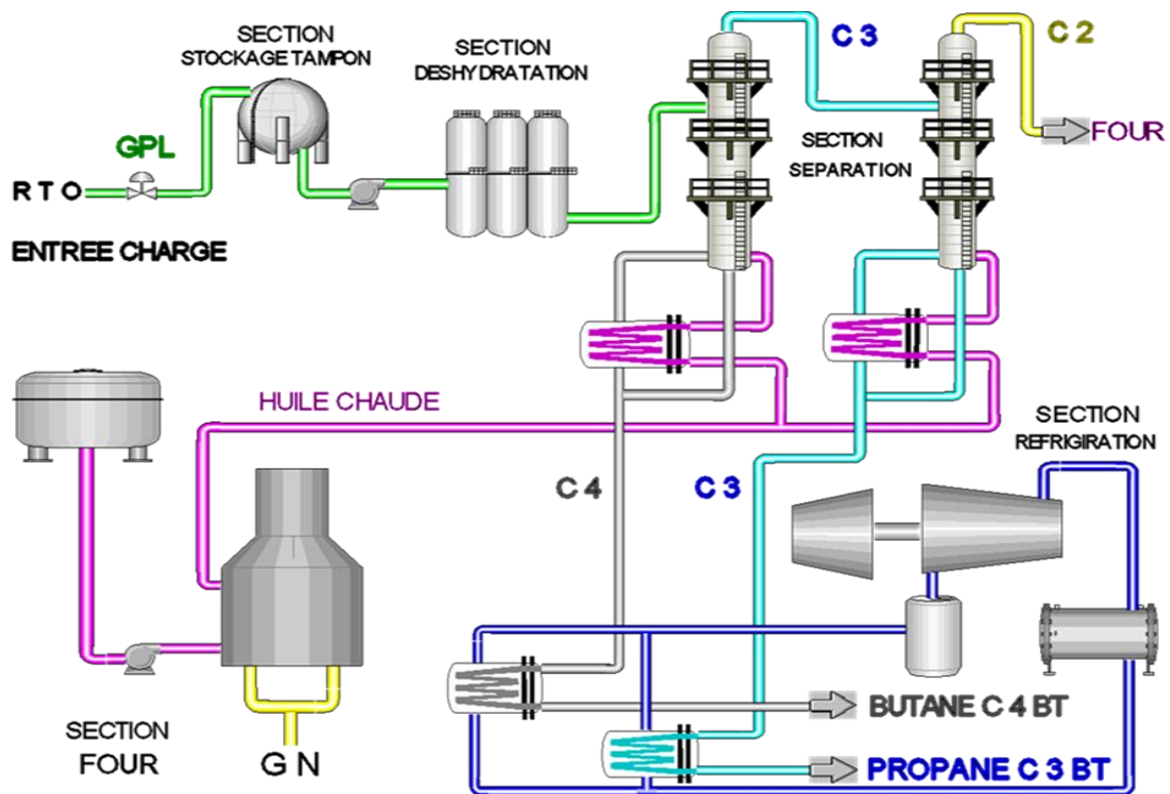 SECTION
STOCKAGE TAMPON
SECTION
DESHYDRATATION
C 3
C 2
GPL
R T O
ENTREE CHARGE
SECTION
SEPARATION
FOUR
HUILE CHAUDE
SECTION
REFRIGIRATION
C 4
C 3
SECTION
FOUR
G N
BUTANE C 4 BT
PROPANE C 3 BT